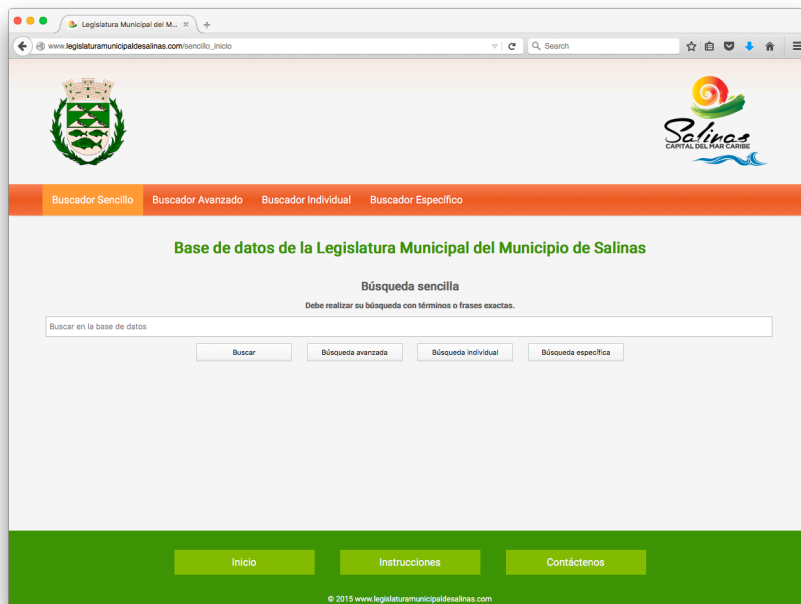 Legislatura Municipal del M...
www.legislaturamunicipaldesalinas.com/sencillo_inicio
Search
Salinas
CAPITAL DEL MAR CARIBE
Buscador Sencillo Buscador Avanzado Buscador Individual Buscador Específico
Base de datos de la Legislatura Municipal del Municipio de Salinas
Búsqueda sencilla
Debe realizar su búsqueda con términos o frases exactas.
Buscar en la base de datos
Buscar Búsqueda avanzada Búsqueda individual Búsqueda específica
Inicio Instrucciones Contáctenos
© 2015 www.legislaturamunicipaldesalinas.com